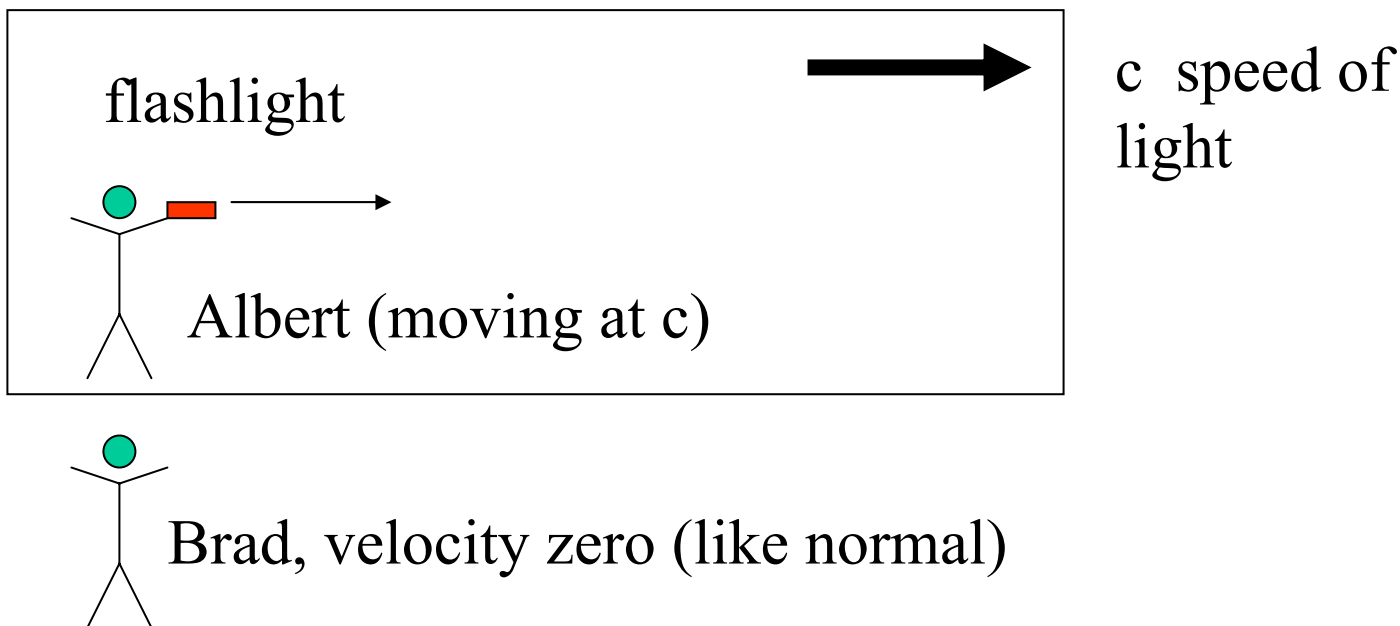 flashlight
c speed of
light
Albert (moving at c)
Brad, velocity zero (like normal)